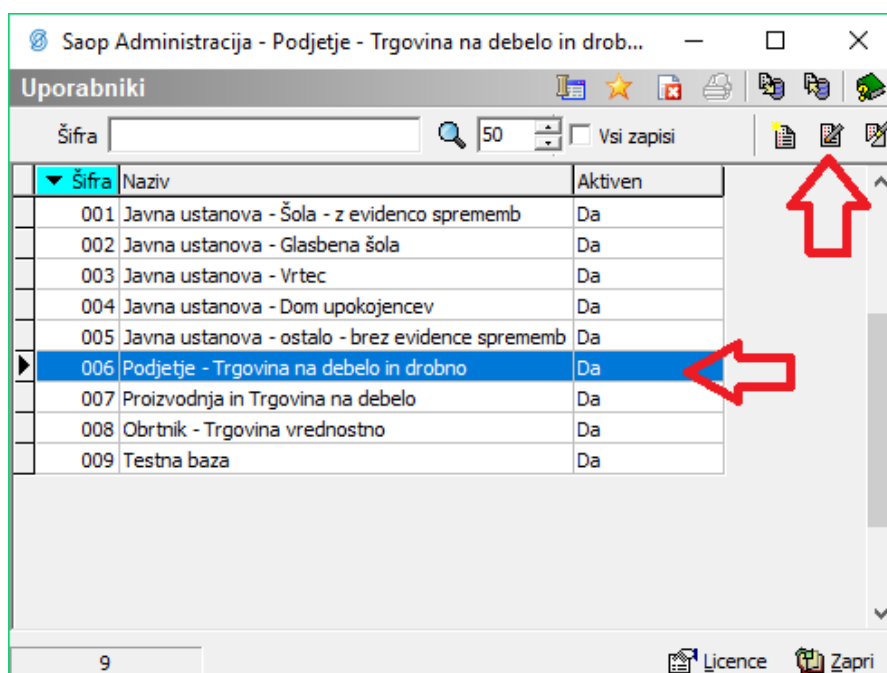 Saop Administracija - Podjetje - Trgovina na debelo in drob...
Uporabniki
Šifra 50 Vsi zapisi
Šifra Naziv Aktiven
001 Javna ustanova - Šola - z evidenco sprememb Da
002 Javna ustanova - Glasbena šola Da
003 Javna ustanova - Vrtec Da
004 Javna ustanova - Dom upokojencev Da
005 Javna ustanova - ostalo - brez evidence sprememb Da
006 Podjetje - Trgovina na debelo in drobno Da
007 Proizvodnja in Trgovina na debelo Da
008 Obrtnik - Trgovina vrednostno Da
009 Testna baza Da
9 Licence Zapri